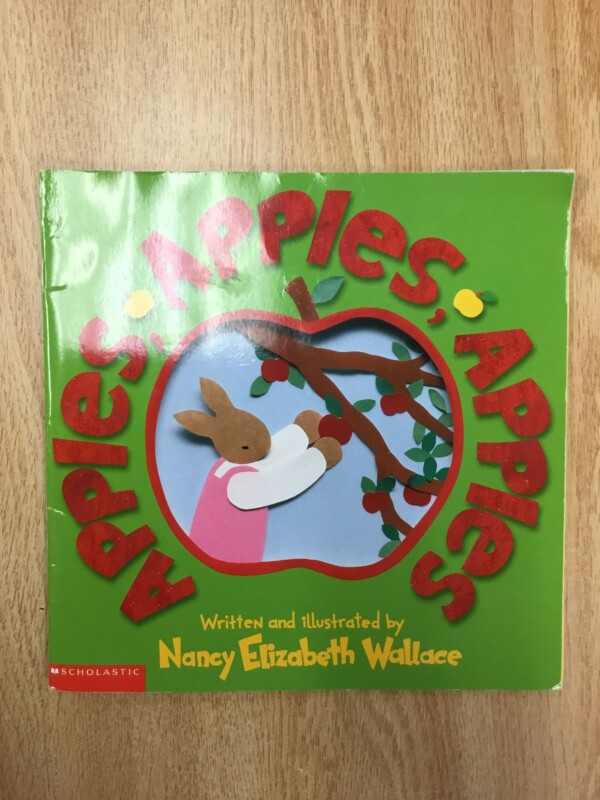 Apples, Apples, Apples
Written and illustrated by
Nancy Elizabeth Wallace
SCHOLASTIC